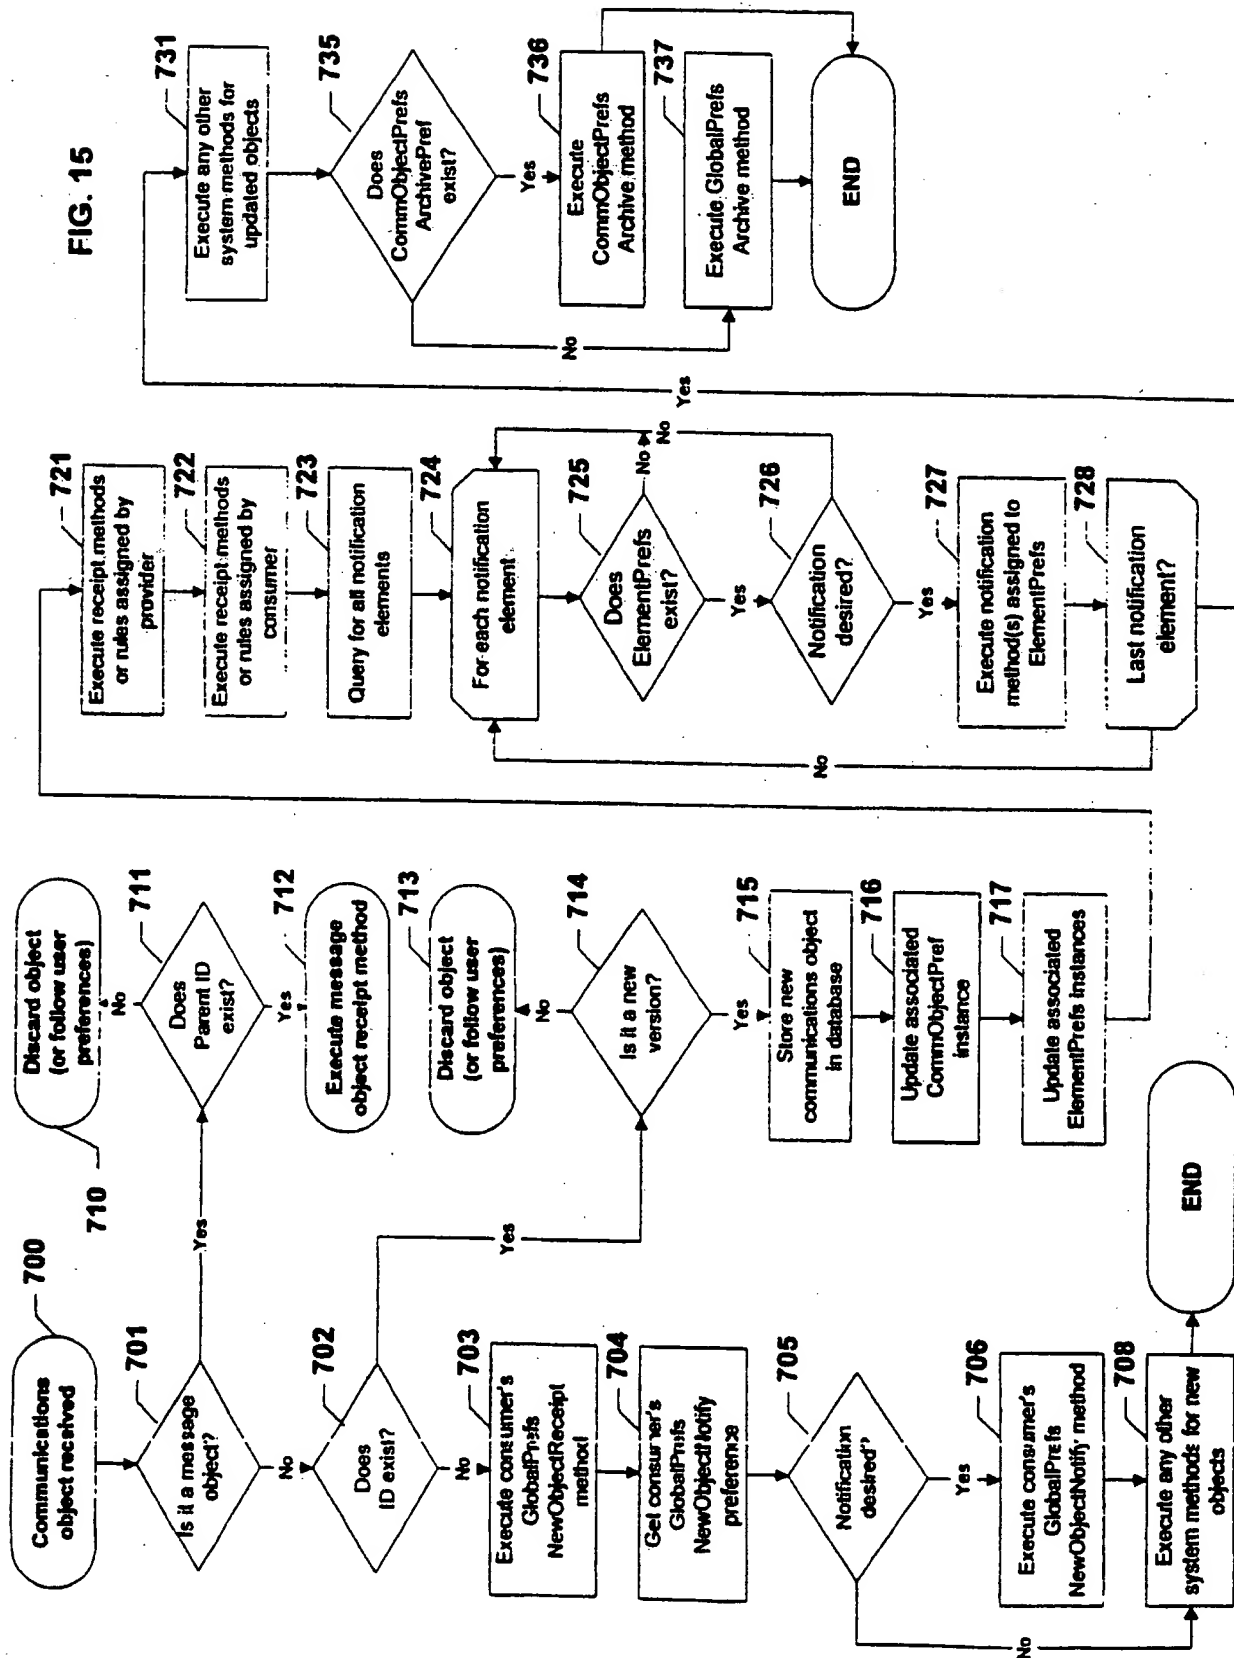 FIG. 15
700
Communications
object received
701
Is it a message
object?
Yes
No
702
Does
ID exist?
Yes
No
703
Execute consumer's
GlobalPrefs
NewObjectReceipt
method
704
Get consumer's
GlobalPrefs
NewObjectNotify
preference
705
Notification
desired?
Yes
No
706
Execute consumer's
GlobalPrefs
NewObjectNotify method
708
Execute any other
system methods for new
objects
END
710
Discard object
(or follow user
preferences)
No
711
Does
Parent ID
exist?
Yes
712
Execute message
object receipt method
713
Discard object
(or follow user
preferences)
No
714
Is it a new
version?
Yes
715
Store new
communications object
in database
716
Update associated
CommObjectPref
instance
717
Update associated
ElementPrefs instances
721
Execute receipt methods
or rules assigned by
provider
722
Execute receipt methods
or rules assigned by
consumer
723
Query for all notification
elements
724
For each notification
element
725
Does
ElementPrefs
exist?
No
No
Yes
726
Notification
desired?
Yes
727
Execute notification
method(s) assigned to
ElementPrefs
728
Last notification
element?
No
Yes
731
Execute any other
system methods for
updated objects
735
Does
CommObjectPrefs
ArchivePref
exist?
Yes
No
736
Execute
CommObjectPrefs
Archive method
737
Execute GlobalPrefs
Archive method
END